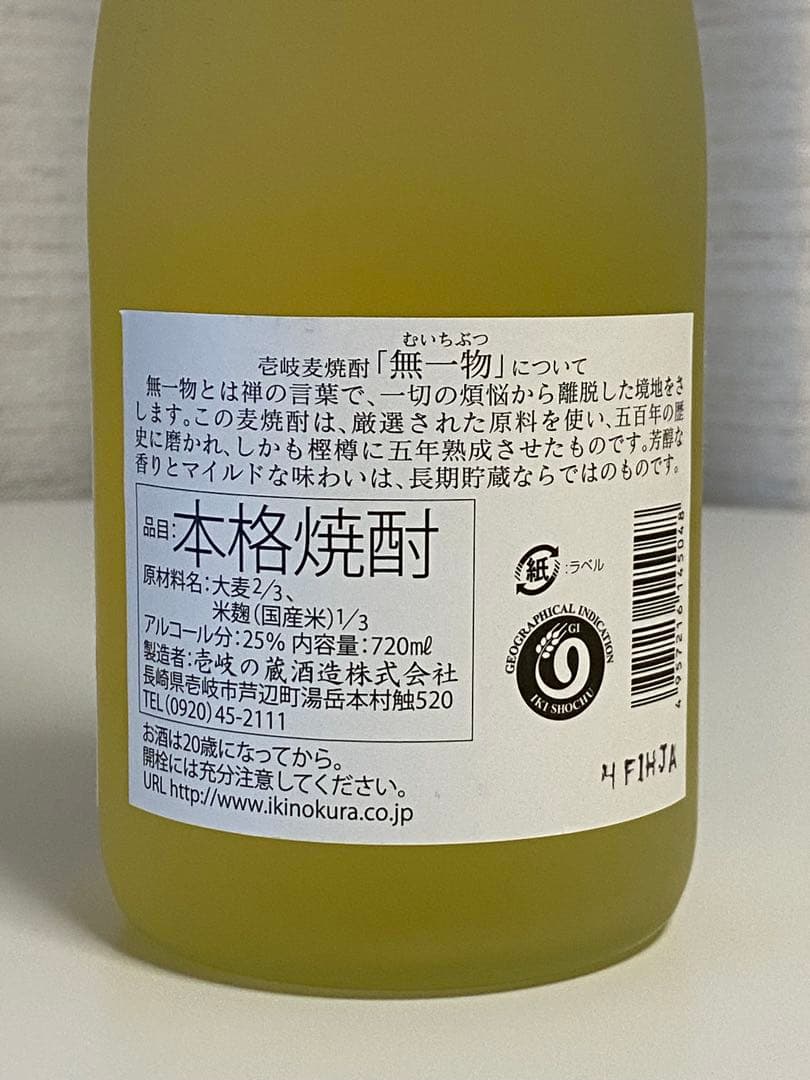 むいちぶつ
壱岐麦焼酎「無一物」について
無一物とは禅の言葉で、一切の煩悩から離脱した境地をさ
します。この麦焼酎は、厳選された原料を使い、五百年の歴
史に磨かれ、しかも樫樽に五年熟成させたものです。芳醇な
香りとマイルドな味わいは、長期貯蔵ならではのものです。
品目:本格焼酎
原材料名:大麦2/3、
米麹(国産米)1/3
アルコール分:25% 内容量:720㎖
製造者:壱岐の蔵酒造株式会社
長崎県壱岐市芦辺町湯岳本村触520
TEL(0920)45-2111
お酒は20歳になってから。
開栓には充分注意してください。
URL http://www.ikinokura.co.jp
紙:ラベル
GEOGRAPHICAL INDICATION
GI
IKI SHOCHU
4957216145048